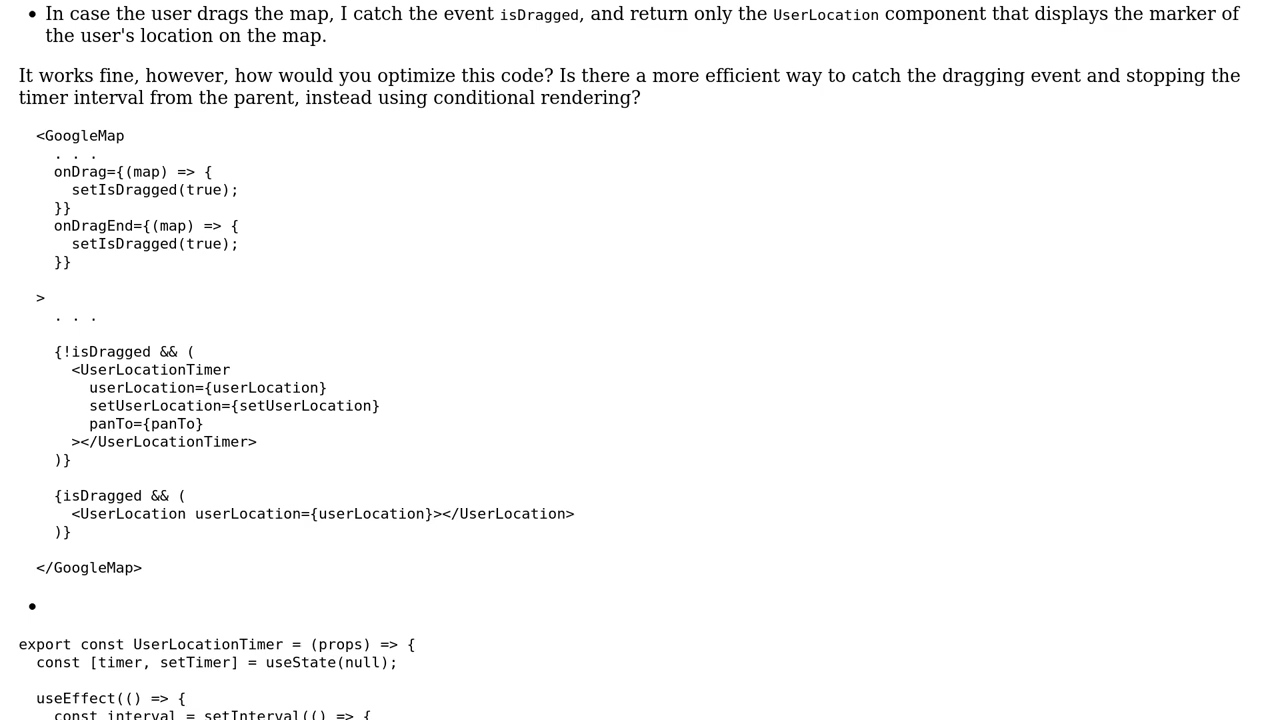 • In case the user drags the map, I catch the event isDragged, and return only the UserLocation component that displays the marker of
the user's location on the map.
It works fine, however, how would you optimize this code? Is there a more efficient way to catch the dragging event and stopping the
timer interval from the parent, instead using conditional rendering?
<GoogleMap
. . .
onDrag={(map) => {
setIsDragged(true);
}}
onDragEnd={(map) => {
setIsDragged(true);
}}
>
. . .
{!isDragged && (
<UserLocationTimer
userLocation={userLocation}
setUserLocation={setUserLocation}
panTo={panTo}
></UserLocationTimer>
)}
{isDragged && (
<UserLocation userLocation={userLocation}></UserLocation>
)}
</GoogleMap>
•
export const UserLocationTimer = (props) => {
const [timer, setTimer] = useState(null);
useEffect(() => {
const interval = setInterval(() => {